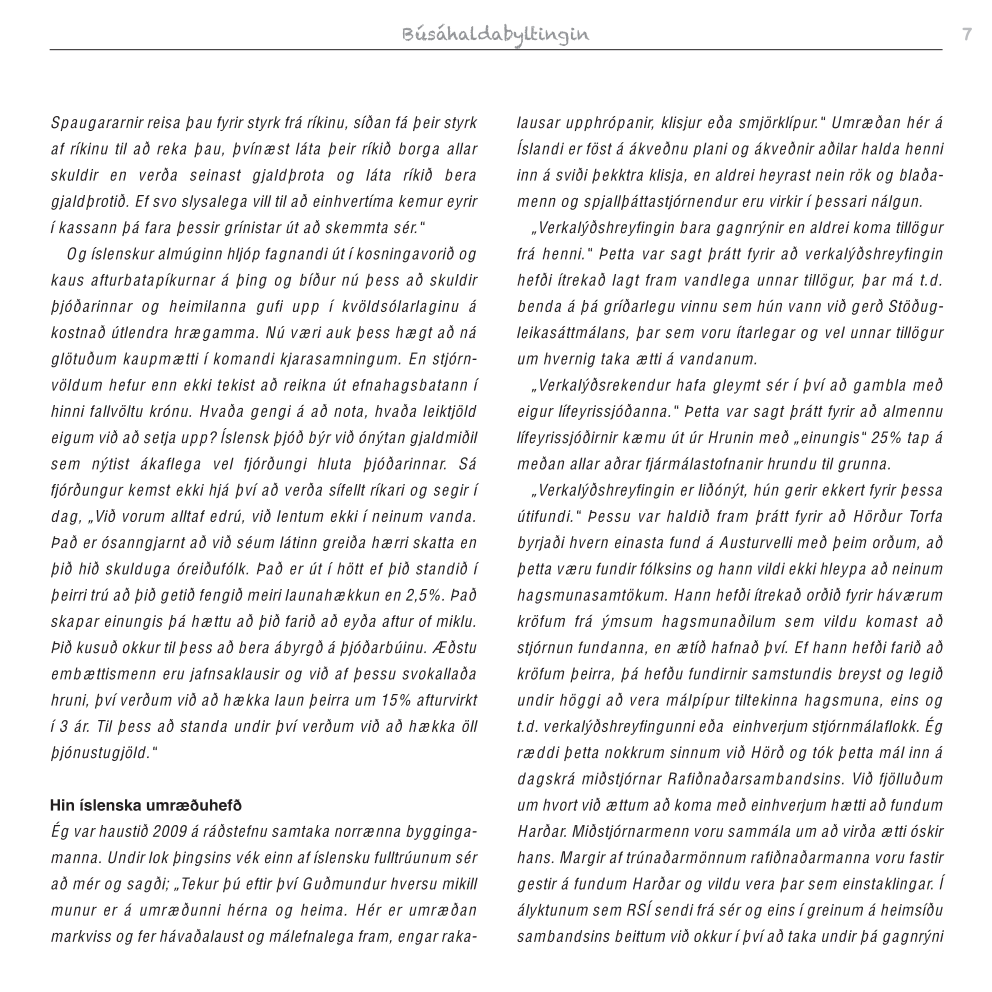 Búsáhaldabyltingin
7
Spaugararnir reisa þau fyrir styrk frá ríkinu, síðan fá þeir styrk
af ríkinu til að reka þau, þvínæst láta þeir ríkið borga allar
skuldir en verða seinast gjaldþrota og láta ríkið bera
gjaldþrotið. Ef svo slysalega vill til að einhvertíma kemur eyrir
í kassann þá fara þessir grínistar út að skemmta sér.“
Og íslenskur almúginn hljóp fagnandi út í kosningavorið og
kaus afturbatapíkurnar á þing og bíður nú þess að skuldir
þjóðarinnar og heimilanna gufi upp í kvöldsólarlaginu á
kostnað útlendra hrægamma. Nú væri auk þess hægt að ná
glötuðum kaupmætti í komandi kjarasamningum. En stjórn-
völdum hefur enn ekki tekist að reikna út efnahagsbatann í
hinni fallvöltu krónu. Hvaða gengi á að nota, hvaða leiktjöld
eigum við að setja upp? Íslensk þjóð býr við ónýtan gjaldmiðil
sem nýtist ákaflega vel fjórðungi hluta þjóðarinnar. Sá
fjórðungur kemst ekki hjá því að verða sífellt ríkari og segir í
dag, „Við vorum alltaf edrú, við lentum ekki í neinum vanda.
Það er ósanngjarnt að við séum látinn greiða hærri skatta en
þið hið skulduga óreiðufólk. Það er út í hött ef þið standið í
þeirri trú að þið getið fengið meiri launahækkun en 2,5%. Það
skapar einungis þá hættu að þið farið að eyða aftur of miklu.
Þið kusuð okkur til þess að bera ábyrgð á þjóðarbúinu. Æðstu
embættismenn eru jafnsaklausir og við af þessu svokallaða
hruni, því verðum við að hækka laun þeirra um 15% afturvirkt
í 3 ár. Til þess að standa undir því verðum við að hækka öll
þjónustugjöld.“
Hin íslenska umræðuhefð
Ég var haustið 2009 á ráðstefnu samtaka norrænna bygginga-
manna. Undir lok þingsins vék einn af íslensku fulltrúunum sér
að mér og sagði; „Tekur þú eftir því Guðmundur hversu mikill
munur er á umræðunni hérna og heima. Hér er umræðan
markviss og fer hávaðalaust og málefnalega fram, engar raka-
lausar upphrópanir, klisjur eða smjörklípur.“ Umræðan hér á
Íslandi er föst á ákveðnu plani og ákveðnir aðilar halda henni
inn á sviði þekktra klisja, en aldrei heyrast nein rök og blaða-
menn og spjallþáttastjórnendur eru virkir í þessari nálgun.
„Verkalýðshreyfingin bara gagnrýnir en aldrei koma tillögur
frá henni.“ Þetta var sagt þrátt fyrir að verkalýðshreyfingin
hefði ítrekað lagt fram vandlega unnar tillögur, þar má t.d.
benda á þá gríðarlegu vinnu sem hún vann við gerð Stöðug-
leikasáttmálans, þar sem voru ítarlegar og vel unnar tillögur
um hvernig taka ætti á vandanum.
„Verkalýðsrekendur hafa gleymt sér í því að gambla með
eigur lífeyrissjóðanna.“ Þetta var sagt þrátt fyrir að almennu
lífeyrissjóðirnir kæmu út úr Hrunin með „einungis“ 25% tap á
meðan allar aðrar fjármálastofnanir hrundu til grunna.
„Verkalýðshreyfingin er liðónýt, hún gerir ekkert fyrir þessa
útifundi.“ Þessu var haldið fram þrátt fyrir að Hörður Torfa
byrjaði hvern einasta fund á Austurvelli með þeim orðum, að
þetta væru fundir fólksins og hann vildi ekki hleypa að neinum
hagsmunasamtökum. Hann hefði ítrekað orðið fyrir háværum
kröfum frá ýmsum hagsmunaðilum sem vildu komast að
stjórnun fundanna, en ætíð hafnað því. Ef hann hefði farið að
kröfum þeirra, þá hefðu fundirnir samstundis breyst og legið
undir höggi að vera málpípur tiltekinna hagsmuna, eins og
t.d. verkalýðshreyfingunni eða einhverjum stjórnmálaflokk. Ég
ræddi þetta nokkrum sinnum við Hörð og tók þetta mál inn á
dagskrá miðstjórnar Rafiðnaðarsambandsins. Við fjölluðum
um hvort við ættum að koma með einhverjum hætti að fundum
Harðar. Miðstjórnarmenn voru sammála um að virða ætti óskir
hans. Margir af trúnaðarmönnum rafiðnaðarmanna voru fastir
gestir á fundum Harðar og vildu vera þar sem einstaklingar. Í
ályktunum sem RSÍ sendi frá sér og eins í greinum á heimsíðu
sambandsins beittum við okkur í því að taka undir þá gagnrýni